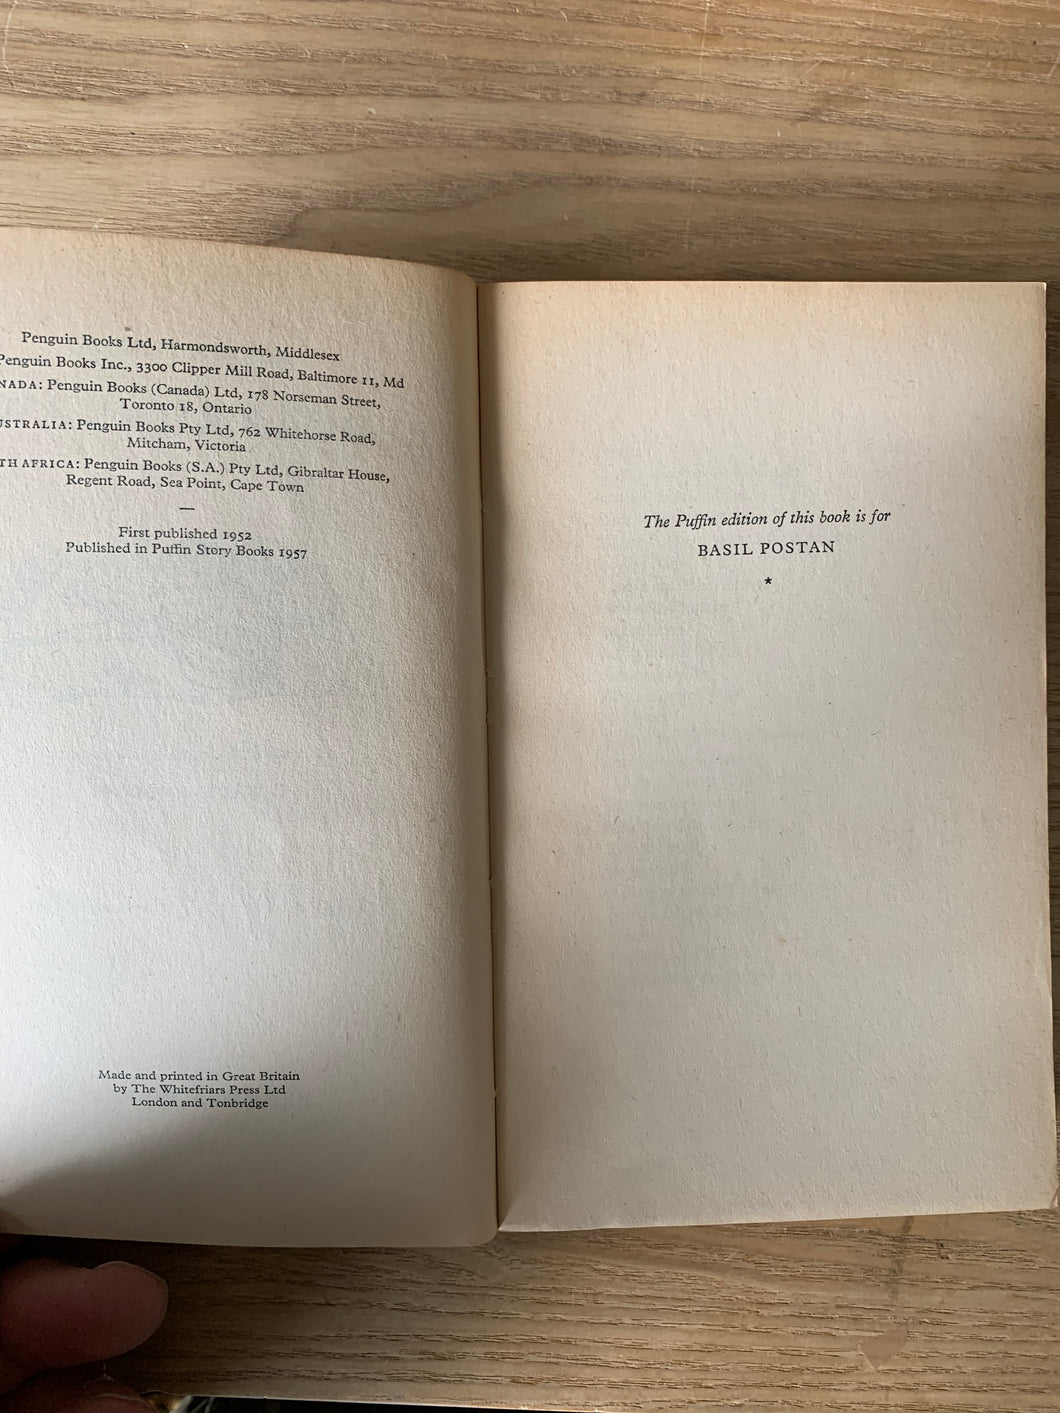 Penguin Books Ltd, Harmondsworth, Middlesex
Penguin Books Inc., 3300 Clipper Mill Road, Baltimore 11, Md
NADA: Penguin Books (Canada) Ltd, 178 Norseman Street,
Toronto 18, Ontario
USTRALIA: Penguin Books Pty Ltd, 762 Whitehorse Road,
Mitcham, Victoria
TH AFRICA: Penguin Books (S.A.) Pty Ltd, Gibraltar House,
Regent Road, Sea Point, Cape Town
—
First published 1952
Published in Puffin Story Books 1957
Made and printed in Great Britain
by The Whitefriars Press Ltd
London and Tonbridge
The Puffin edition of this book is for
BASIL POSTAN
*